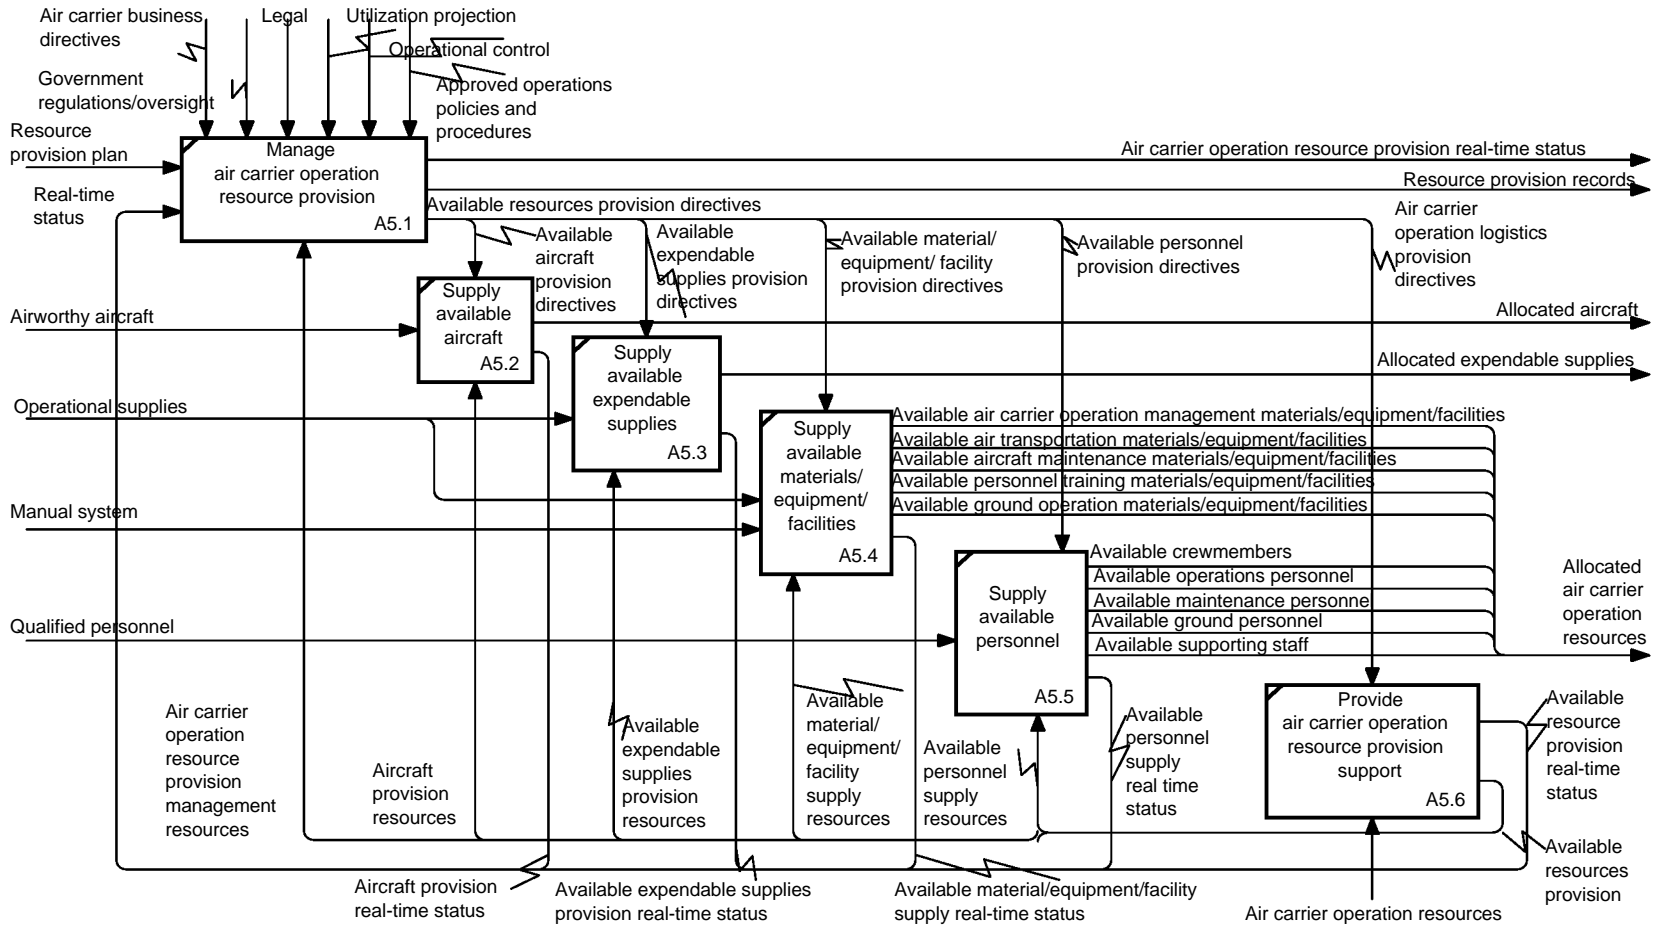 Air carrier business
directives
Legal
Utilization projection
Operational control
Government
regulations/oversight
Approved operations
policies and
procedures
Resource
provision plan
Real-time
status
Manage
air carrier operation
resource provision
A5.1
Air carrier operation resource provision real-time status
Resource provision records
Available resources provision directives
Available
aircraft
provision
directives
Available
expendable
supplies provision
directives
Available material/
equipment/ facility
provision directives
Available personnel
provision directives
Air carrier
operation logistics
provision
directives
Airworthy aircraft
Supply
available
aircraft
A5.2
Allocated aircraft
Supply
available
expendable
supplies
A5.3
Allocated expendable supplies
Operational supplies
Supply
available
materials/
equipment/
facilities
A5.4
Available air carrier operation management materials/equipment/facilities
Available air transportation materials/equipment/facilities
Available aircraft maintenance materials/equipment/facilities
Available personnel training materials/equipment/facilities
Available ground operation materials/equipment/facilities
Manual system
Supply
available
personnel
A5.5
Available crewmembers
Available operations personnel
Available maintenance personnel
Available ground personnel
Available supporting staff
Allocated
air carrier
operation
resources
Qualified personnel
Provide
air carrier operation
resource provision
support
A5.6
Air carrier
operation
resource
provision
management
resources
Aircraft
provision
resources
Available
expendable
supplies
provision
resources
Available
material/
equipment/
facility
supply
resources
Available
personnel
supply
resources
Available
personnel
supply
real time
status
Available
resource
provision
real-time
status
Available
resources
provision
Aircraft provision
real-time status
Available expendable supplies
provision real-time status
Available material/equipment/facility
supply real-time status
Air carrier operation resources